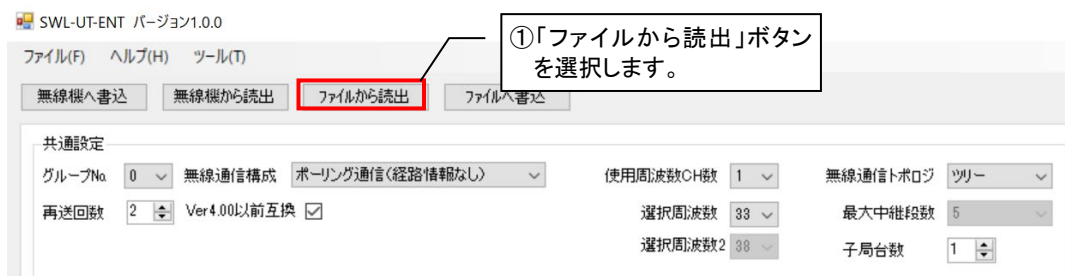 SWL-UT-ENT バージョン1.0.0
①「ファイルから読出」ボタン
を選択します。
ファイル(F) ヘルプ(H) ツール(T)
無線機へ書込 無線機から読出 ファイルから読出 ファイルへ書込
共通設定
グループNo. 0 無線通信構成 ポーリング通信(経路情報なし) 使用周波数CH数 1 無線通信トポロジ ツリー
再送回数 2 Ver4.00以前互換 選択周波数 33 最大中継段数 5
選択周波数2 38 子局台数 1